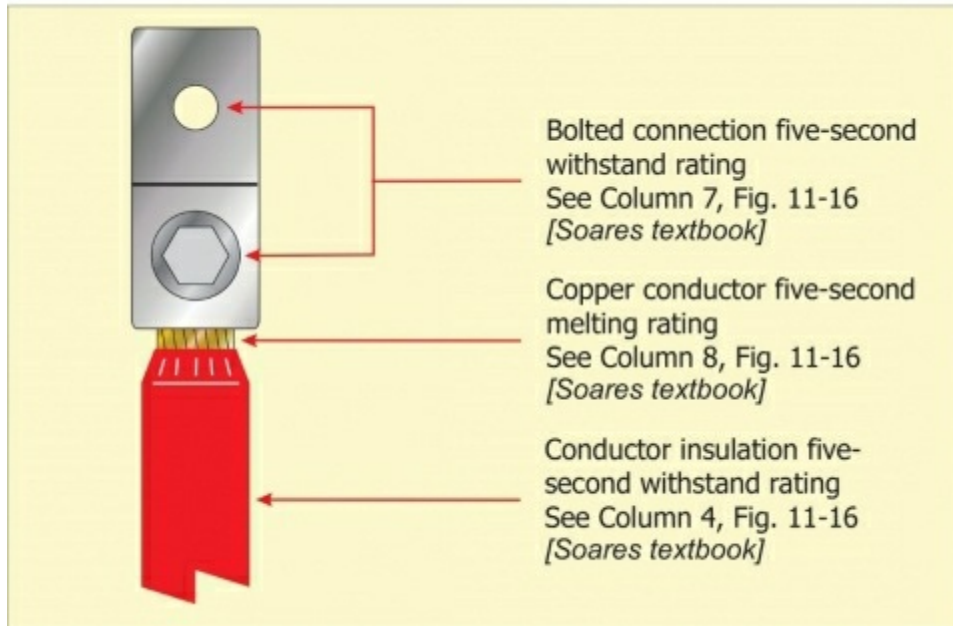 Bolted connection five-second
withstand rating
See Column 7, Fig. 11-16
[Soares textbook]
Copper conductor five-second
melting rating
See Column 8, Fig. 11-16
[Soares textbook]
Conductor insulation five-
second withstand rating
See Column 4, Fig. 11-16
[Soares textbook]